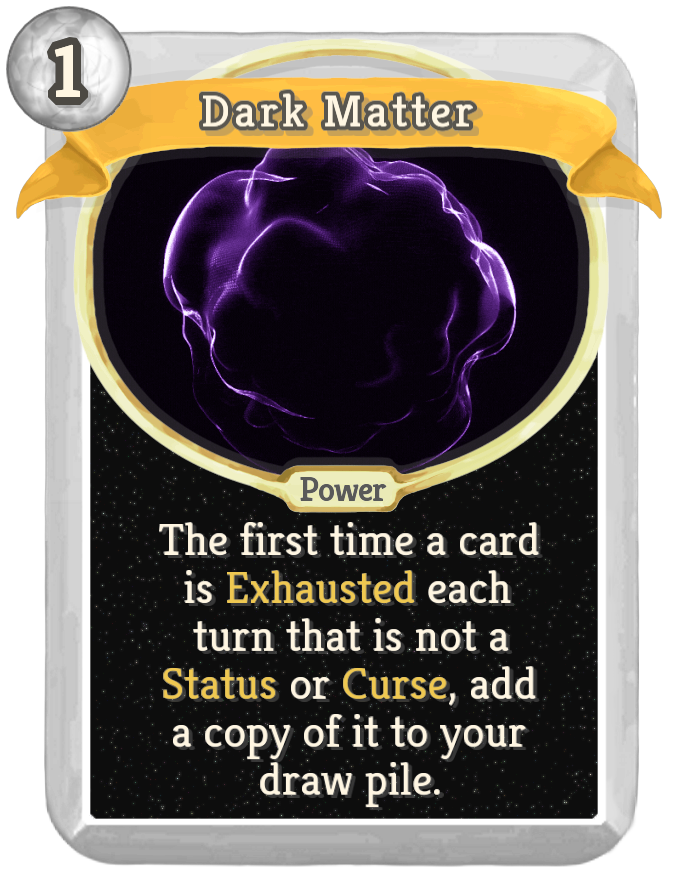 1
Dark Matter
Power
The first time a card
is Exhausted each
turn that is not a
Status or Curse, add
a copy of it to your
draw pile.